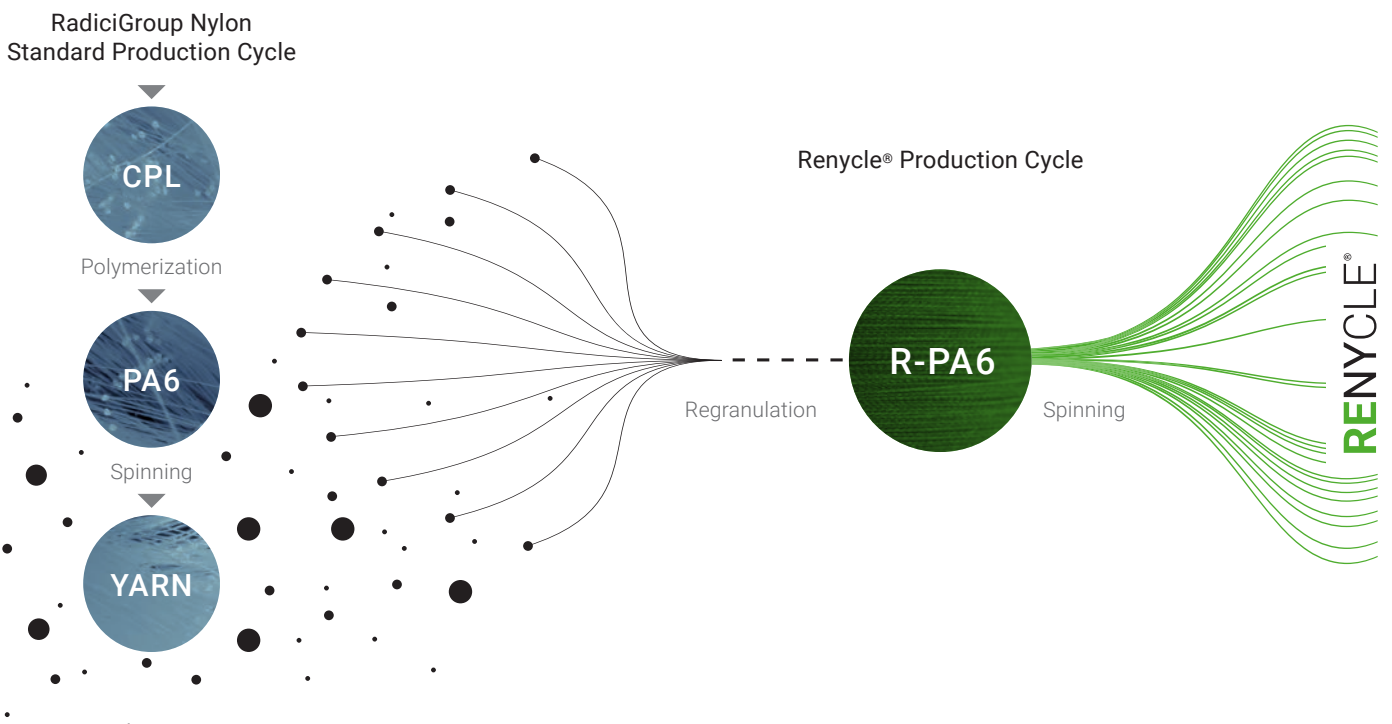 RadiciGroup Nylon
Standard Production Cycle
CPL
Polymerization
PA6
Spinning
YARN
Renycle® Production Cycle
Regranulation
R-PA6
Spinning
RENYCLE®